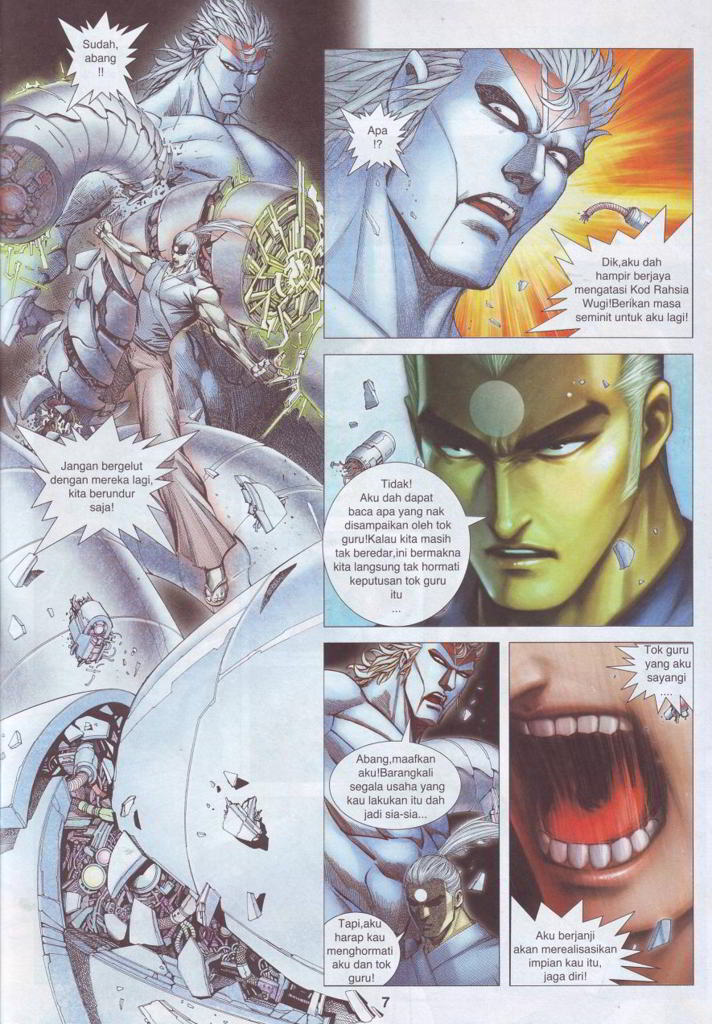 Sudah,
abang
!!
Jangan bergelut
dengan mereka lagi,
kita berundur
saja!
Apa
!?
Dik,aku dah
hampir berjaya
mengatasi Kod Rahsia
Wugi!Berikan masa
seminit untuk aku lagi!
Tidak!
Aku dah dapat
baca apa yang nak
disampaikan oleh tok
guru!Kalau kita masih
tak beredar,ini bermakna
kita langsung tak hormati
keputusan tok guru
itu
...
Abang,maafkan
aku!Barangkali
segala usaha yang
kau lakukan itu dah
jadi sia-sia...
Tapi,aku
harap kau
menghormati
aku dan tok
guru!
Tok guru
yang aku
sayangi
....
Aku berjanji
akan merealisasikan
impian kau itu,
jaga diri!
7